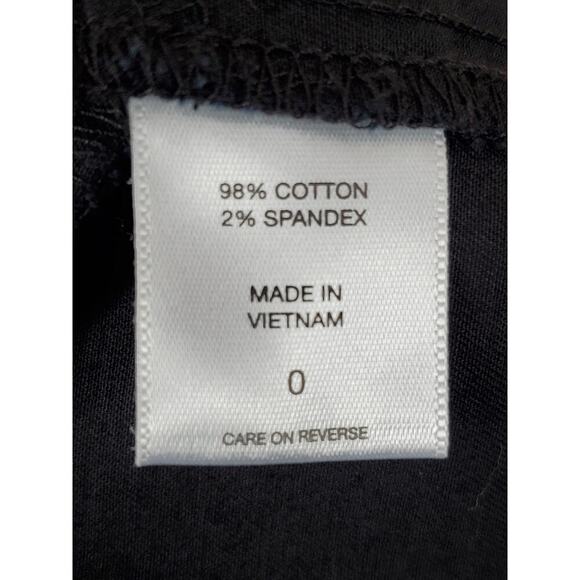 98% COTTON
2% SPANDEX
MADE IN
VIETNAM
0
CARE ON REVERSE